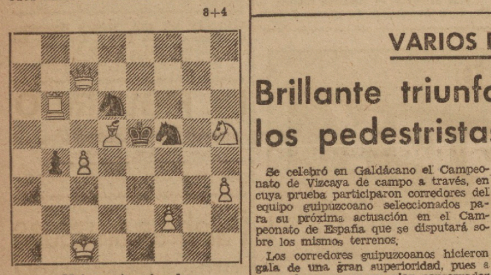 8+4
VARIOS
Brillante
los pedestrista
Se celebró en Galdácano el Campeo-
nato de Vizcaya de campo a través, en
cuya prueba participaron corredores del
equipo guipuzcoano seleccionados pa-
ra su próxima actuación en el Cam-
peonato de España que se disputará so-
bre los mismos terrenos.
Los corredores guipuzcoanos hicieron
gala de una gran superioridad, pues a